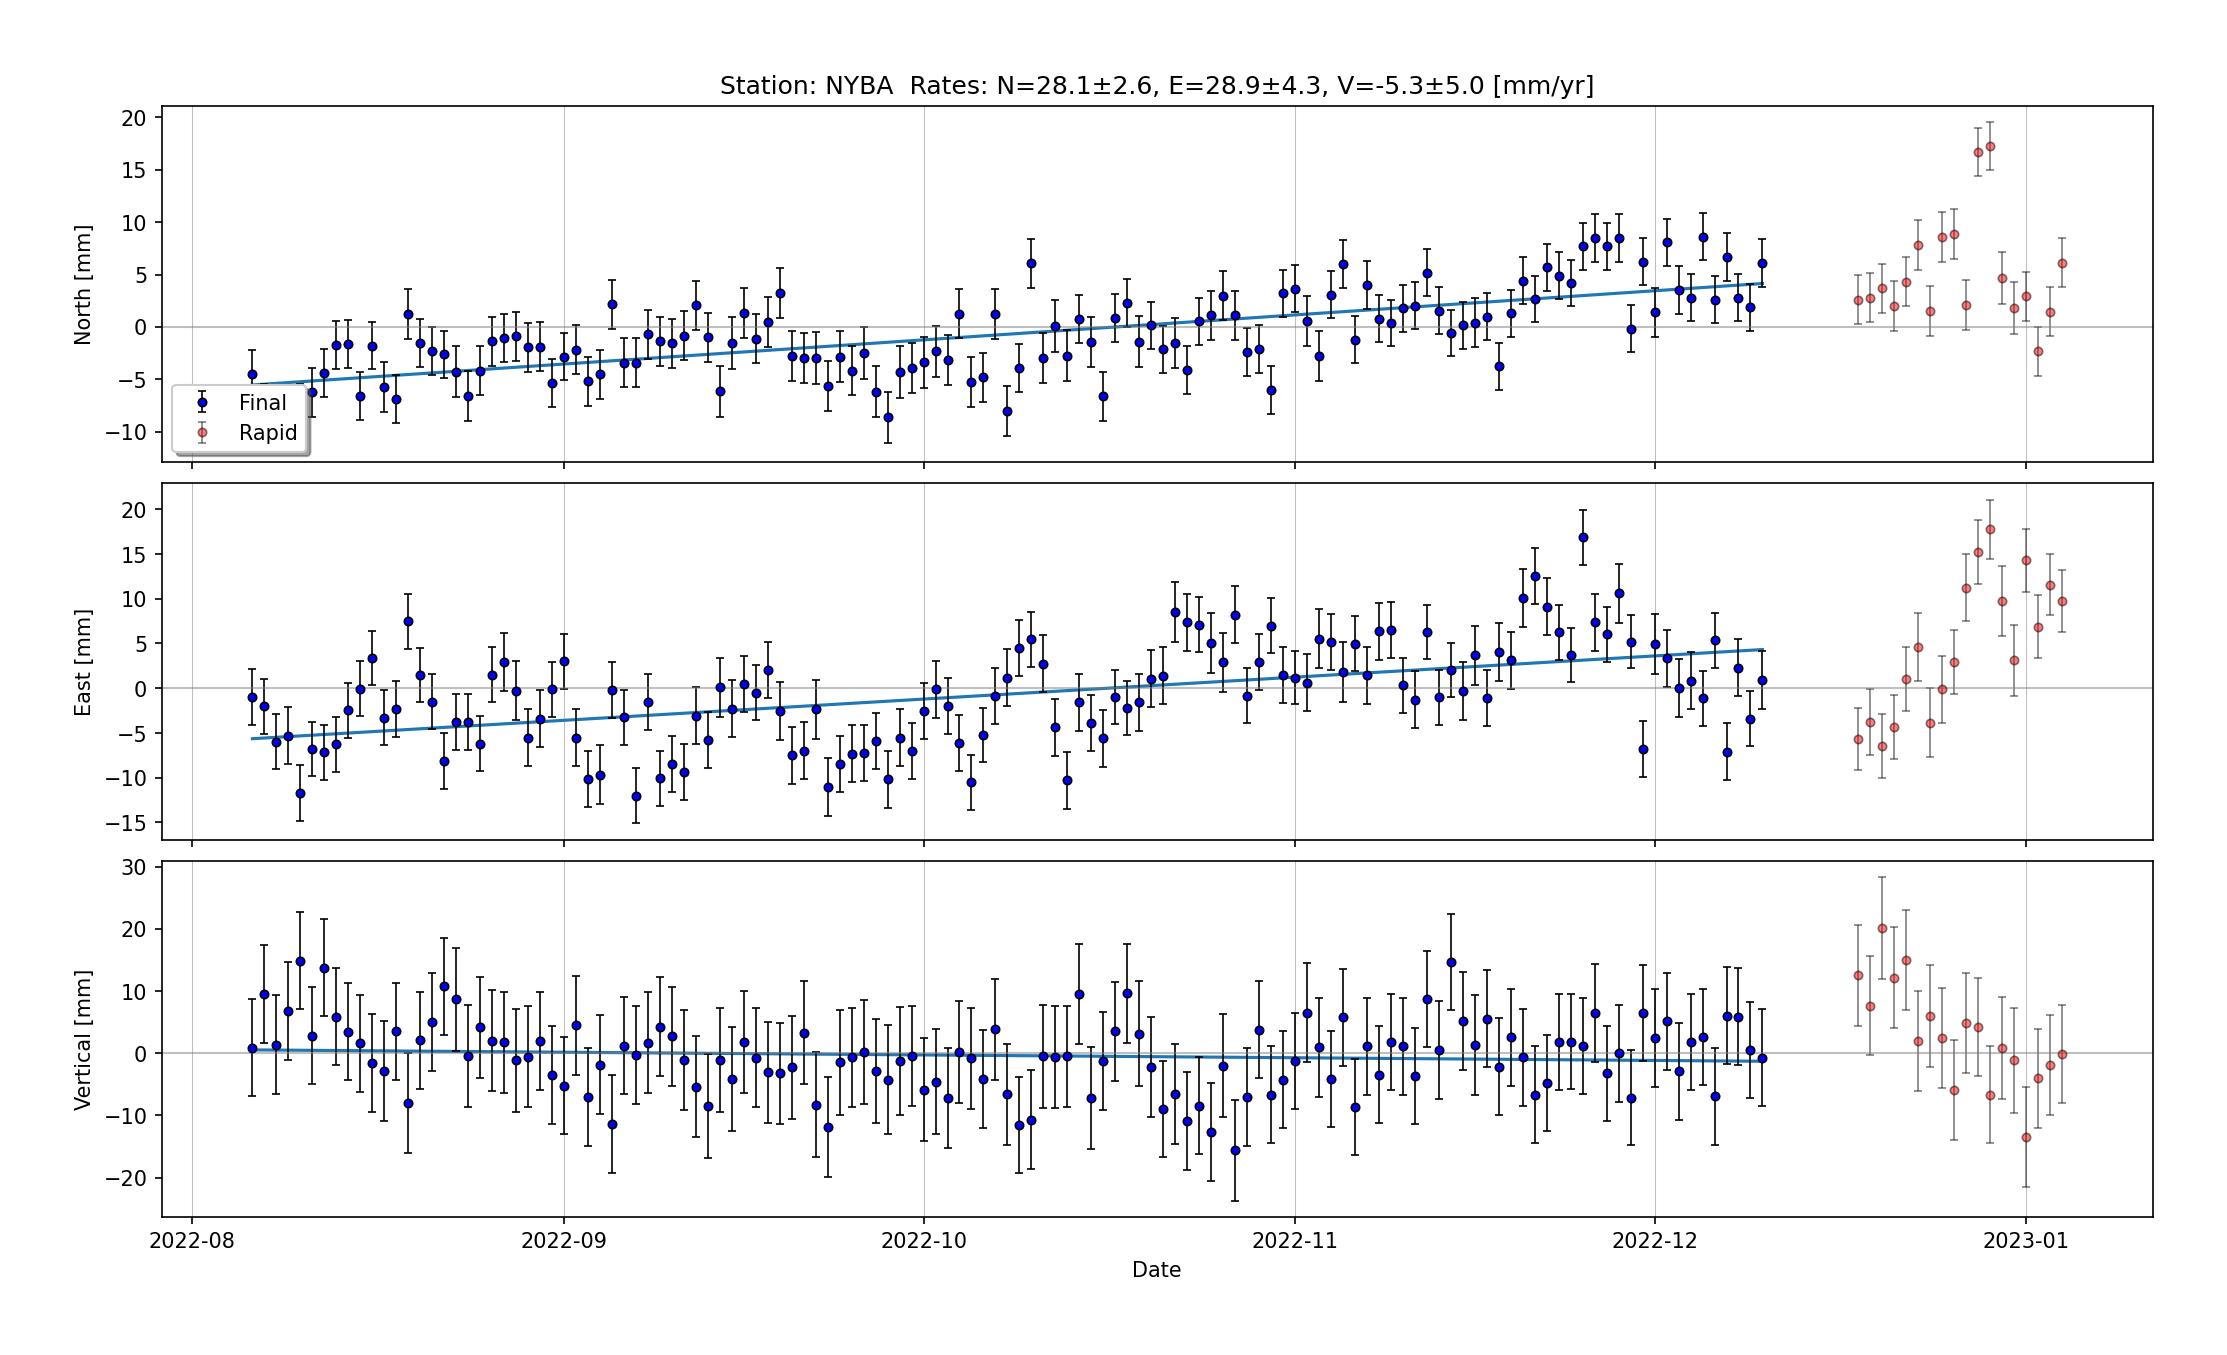 Station: NYBA  Rates: N=28.1±2.6, E=28.9±4.3, V=-5.3±5.0 [mm/yr]
North [mm]
20
15
10
5
0
−5
−10
Final
Rapid
East [mm]
20
15
10
5
0
−5
−10
−15
Vertical [mm]
30
20
10
0
−10
−20
2022-08 2022-09 2022-10 2022-11 2022-12 2023-01
Date